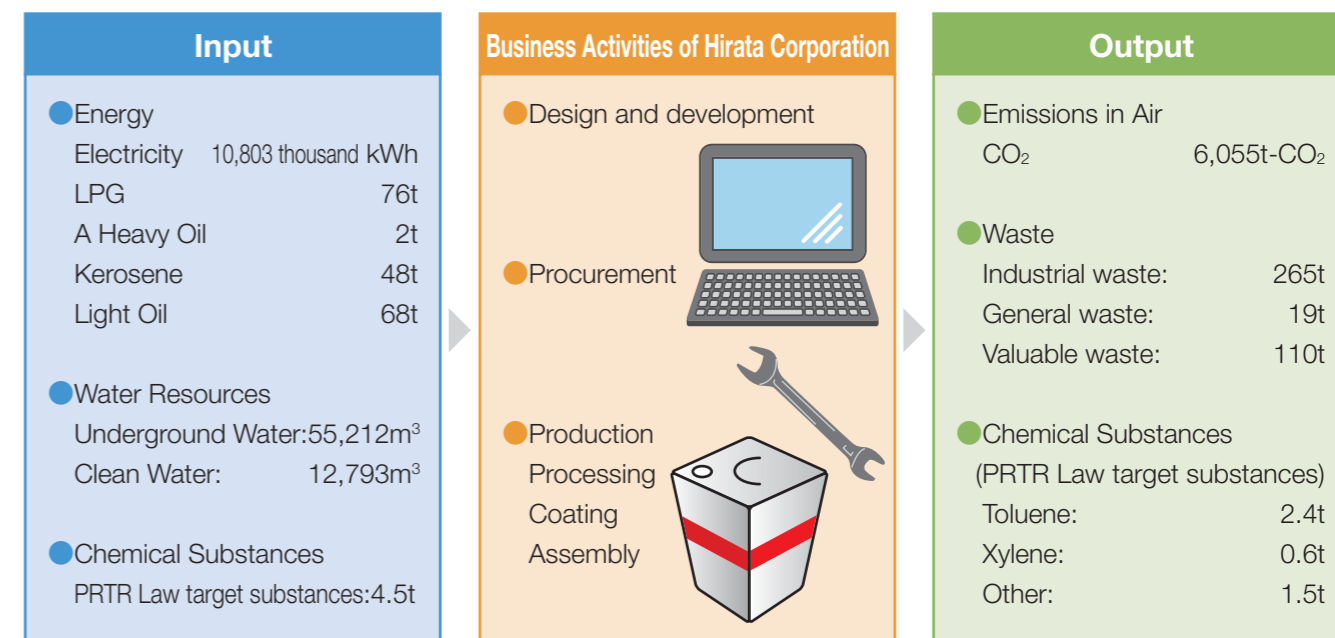 Input
Energy
Electricity 10,803 thousand kWh
LPG 76t
A Heavy Oil 2t
Kerosene 48t
Light Oil 68t
Water Resources
Underground Water:55,212m³
Clean Water: 12,793m³
Chemical Substances
PRTR Law target substances:4.5t
Business Activities of Hirata Corporation
Design and development
Procurement
Production
Processing
Coating
Assembly
Output
Emissions in Air
CO₂ 6,055t-CO₂
Waste
Industrial waste: 265t
General waste: 19t
Valuable waste: 110t
Chemical Substances
(PRTR Law target substances)
Toluene: 2.4t
Xylene: 0.6t
Other: 1.5t